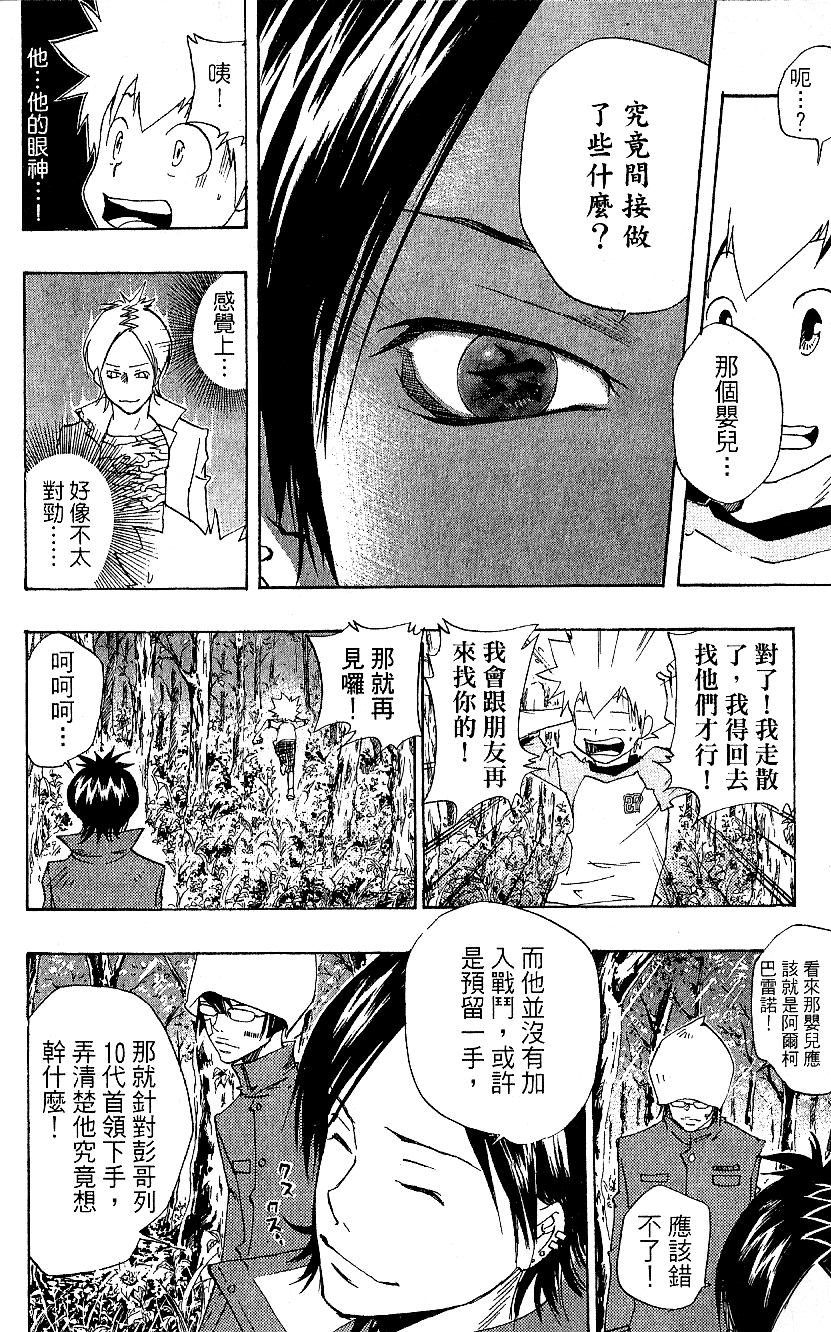 呃…?
那個嬰兒…
究竟間接做
了些什麼?
咦!
他…他的眼神……!
感覺上…
好像不太
對勁……
對了!我走散
了,我得回去
找他們才行!
我會跟朋友再
來找你的!
那就再
見囉!
呵呵呵…
看來那嬰兒應
該就是阿爾柯
巴雷諾!
應該錯
不了!
而他並沒有加
入戰鬥,或許
是預留一手,
クスクス…
那就針對彭哥列
10代首領下手,
弄清楚他究竟想
幹什麼!
27